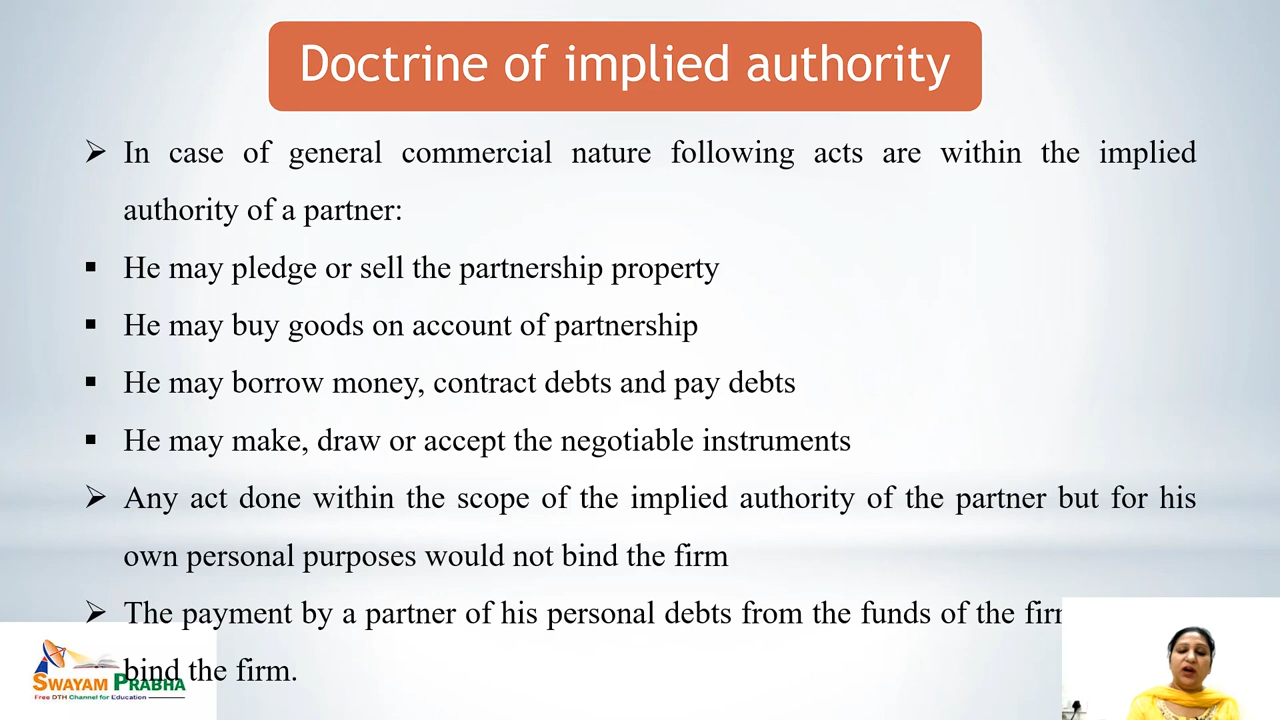 Doctrine of implied authority
➢ In case of general commercial nature following acts are within the implied
authority of a partner:
▪ He may pledge or sell the partnership property
▪ He may buy goods on account of partnership
▪ He may borrow money, contract debts and pay debts
▪ He may make, draw or accept the negotiable instruments
➢ Any act done within the scope of the implied authority of the partner but for his
own personal purposes would not bind the firm
➢ The payment by a partner of his personal debts from the funds of the
bind the firm.
SWAYAM PRABHA
Free DTH Channel for Education